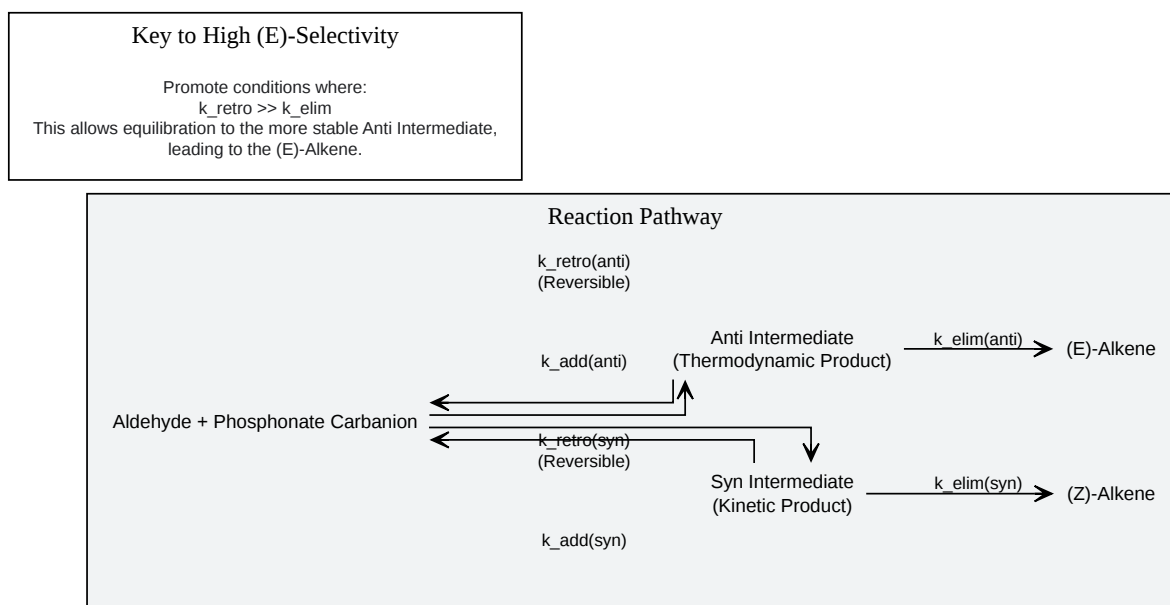 Key to High (E)-Selectivity
Promote conditions where:
k_retro >> k_elim
This allows equilibration to the more stable Anti Intermediate,
leading to the (E)-Alkene.
Reaction Pathway
k_retro(anti)
(Reversible)
Anti Intermediate
(Thermodynamic Product)
k_elim(anti)
(E)-Alkene
k_add(anti)
Aldehyde + Phosphonate Carbanion
k_retro(syn)
(Reversible)
Syn Intermediate
(Kinetic Product)
k_elim(syn)
(Z)-Alkene
k_add(syn)